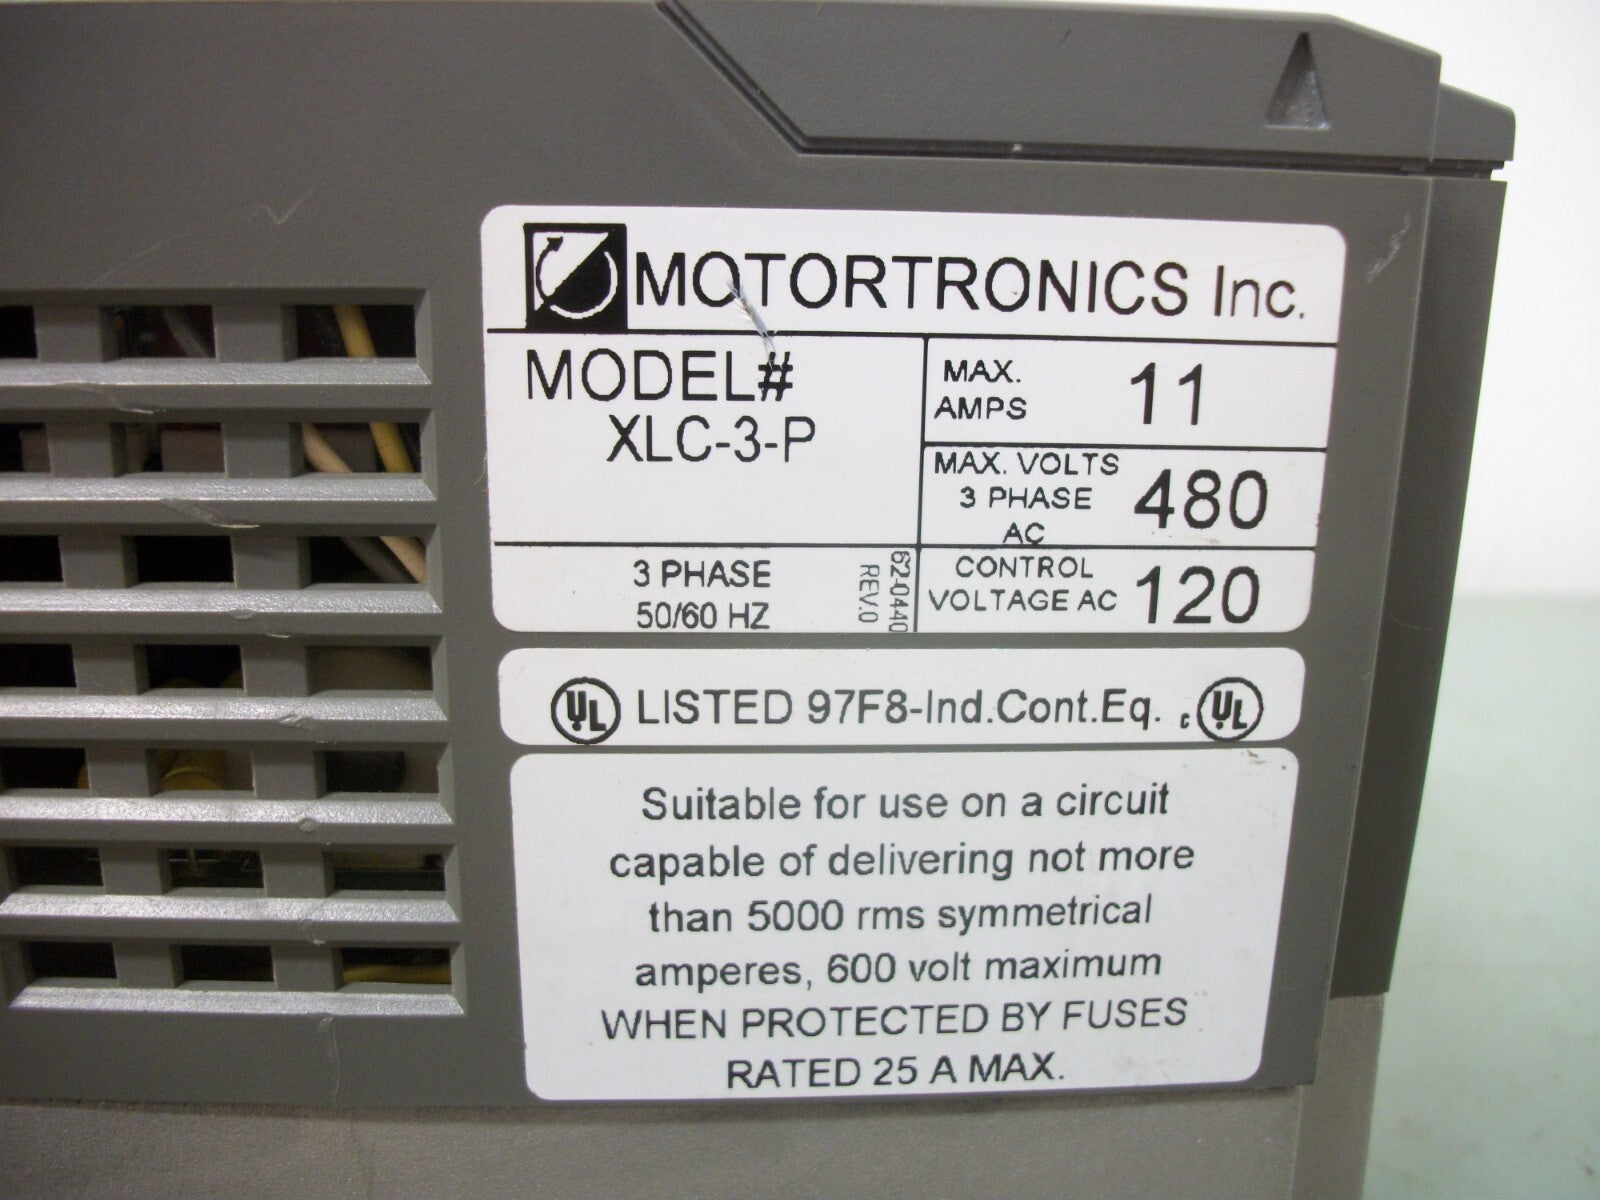 MOTORTRONICS Inc.
MODEL#
XLC-3-P
MAX.
AMPS
11
MAX. VOLTS
3 PHASE
AC
480
3 PHASE
50/60 HZ
62-0440
REV.0
CONTROL
VOLTAGE AC
120
UL LISTED 97F8-Ind.Cont.Eq. c UL
Suitable for use on a circuit
capable of delivering not more
than 5000 rms symmetrical
amperes, 600 volt maximum
WHEN PROTECTED BY FUSES
RATED 25 A MAX.